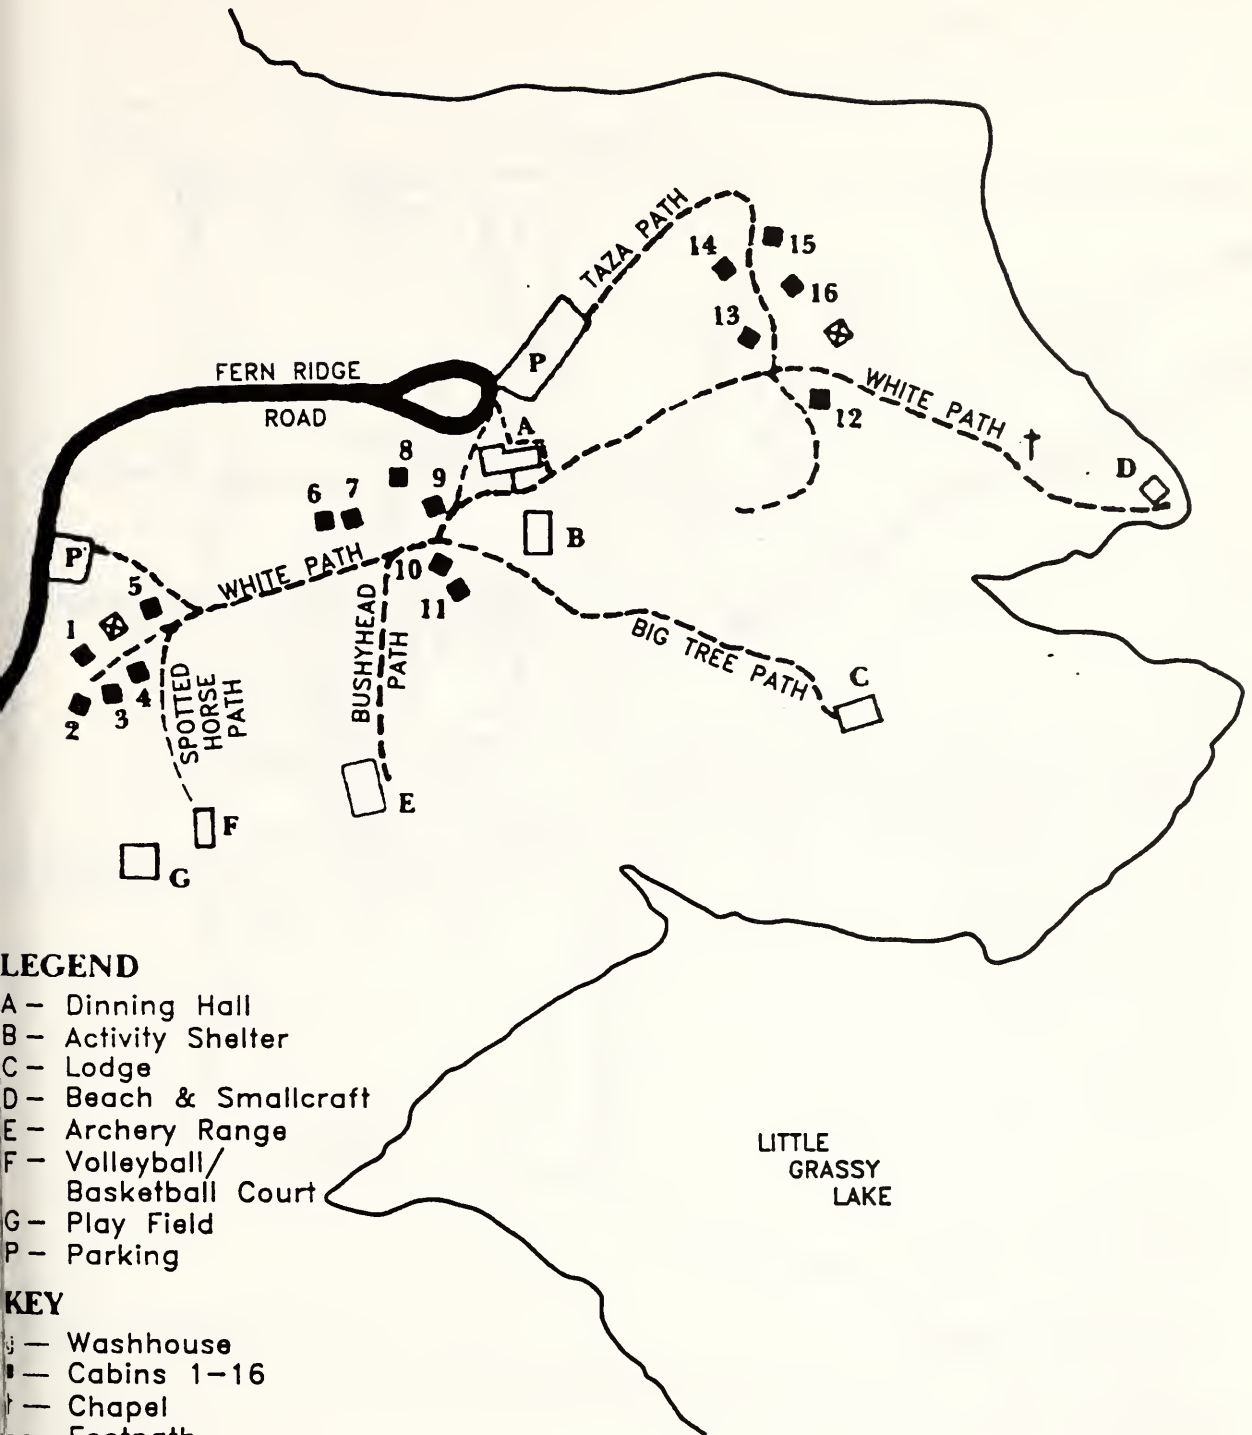 TAZA PATH
14
15
16
13
P
FERN RIDGE
ROAD
WHITE PATH
12
A
8
9
6
7
D
B
P
WHITE PATH
10
5
11
1
BUSHYHEAD
PATH
BIG TREE PATH
4
3
2
SPOTTED
HORSE
PATH
C
E
F
G
LEGEND
A – Dinning Hall
B – Activity Shelter
C – Lodge
D – Beach & Smallcraft
E – Archery Range
F – Volleyball/
Basketball Court
G – Play Field
P – Parking
LITTLE
GRASSY
LAKE
KEY
— Washhouse
— Cabins 1–16
— Chapel